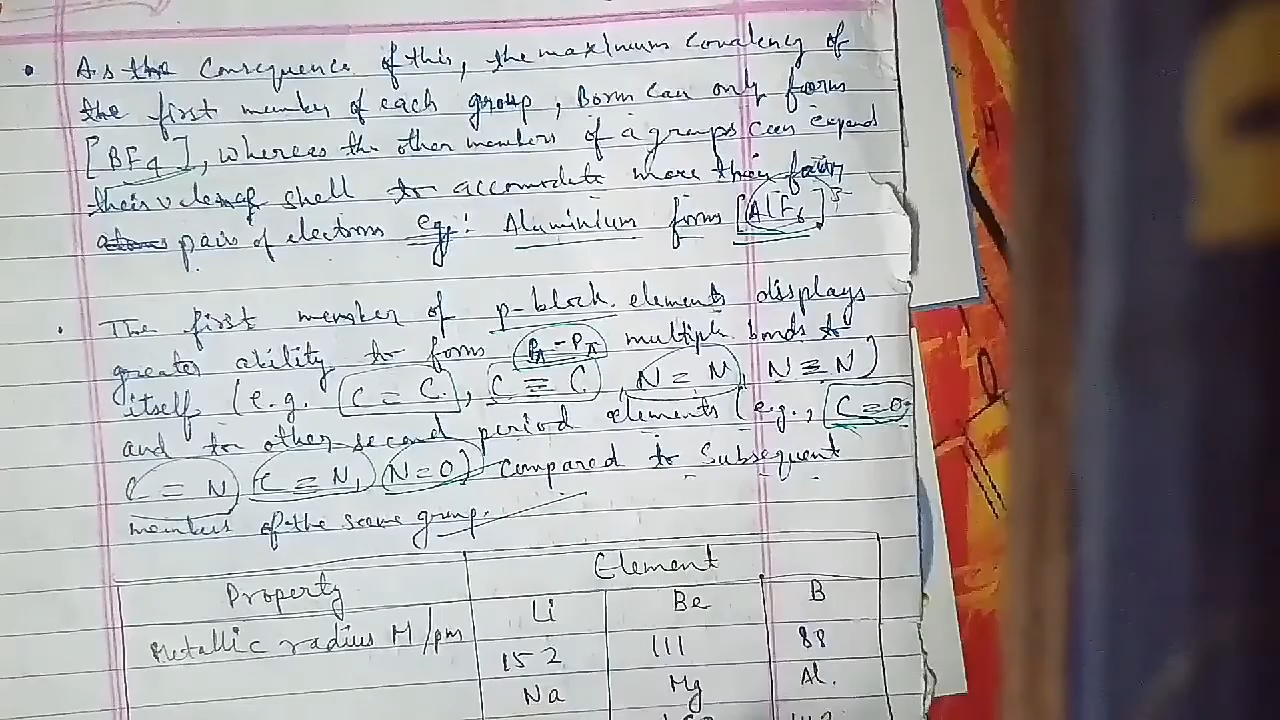 As the Consequence of this, the maximum Covalency of
the first member of each group, Boron Can only form
[BF4], whereas the other members of a groups can expand
their valence shell to accomodate more than four
pair of electrons eg: Aluminium forms [AlF6]3-
The first member of p-block elements displays
greater ability to form Pπ-Pπ multiple bonds to
itself (e.g. C = C, C ≡ C, N = N, N ≡ N)
and to other second period elements (e.g., C = O,
C = N, C ≡ N, N = O) compared to Subsequent
members of the same group.
Property Element
Li Be B
Metallic radius M/pm 152 111 88
Na Mg Al.